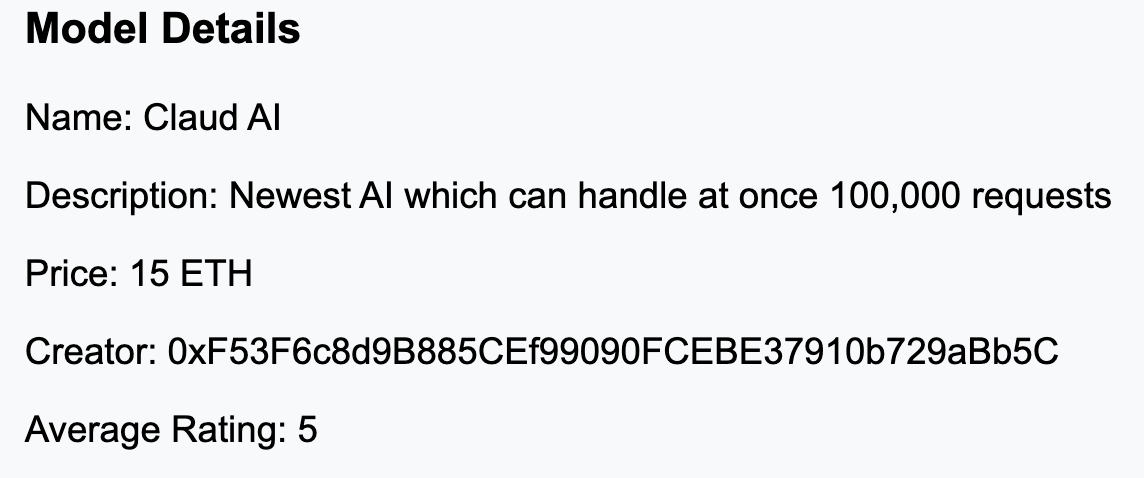 Model Details
Name: Claud AI
Description: Newest AI which can handle at once 100,000 requests
Price: 15 ETH
Creator: 0xF53F6c8d9B885CEf99090FCEBE37910b729aBb5C
Average Rating: 5